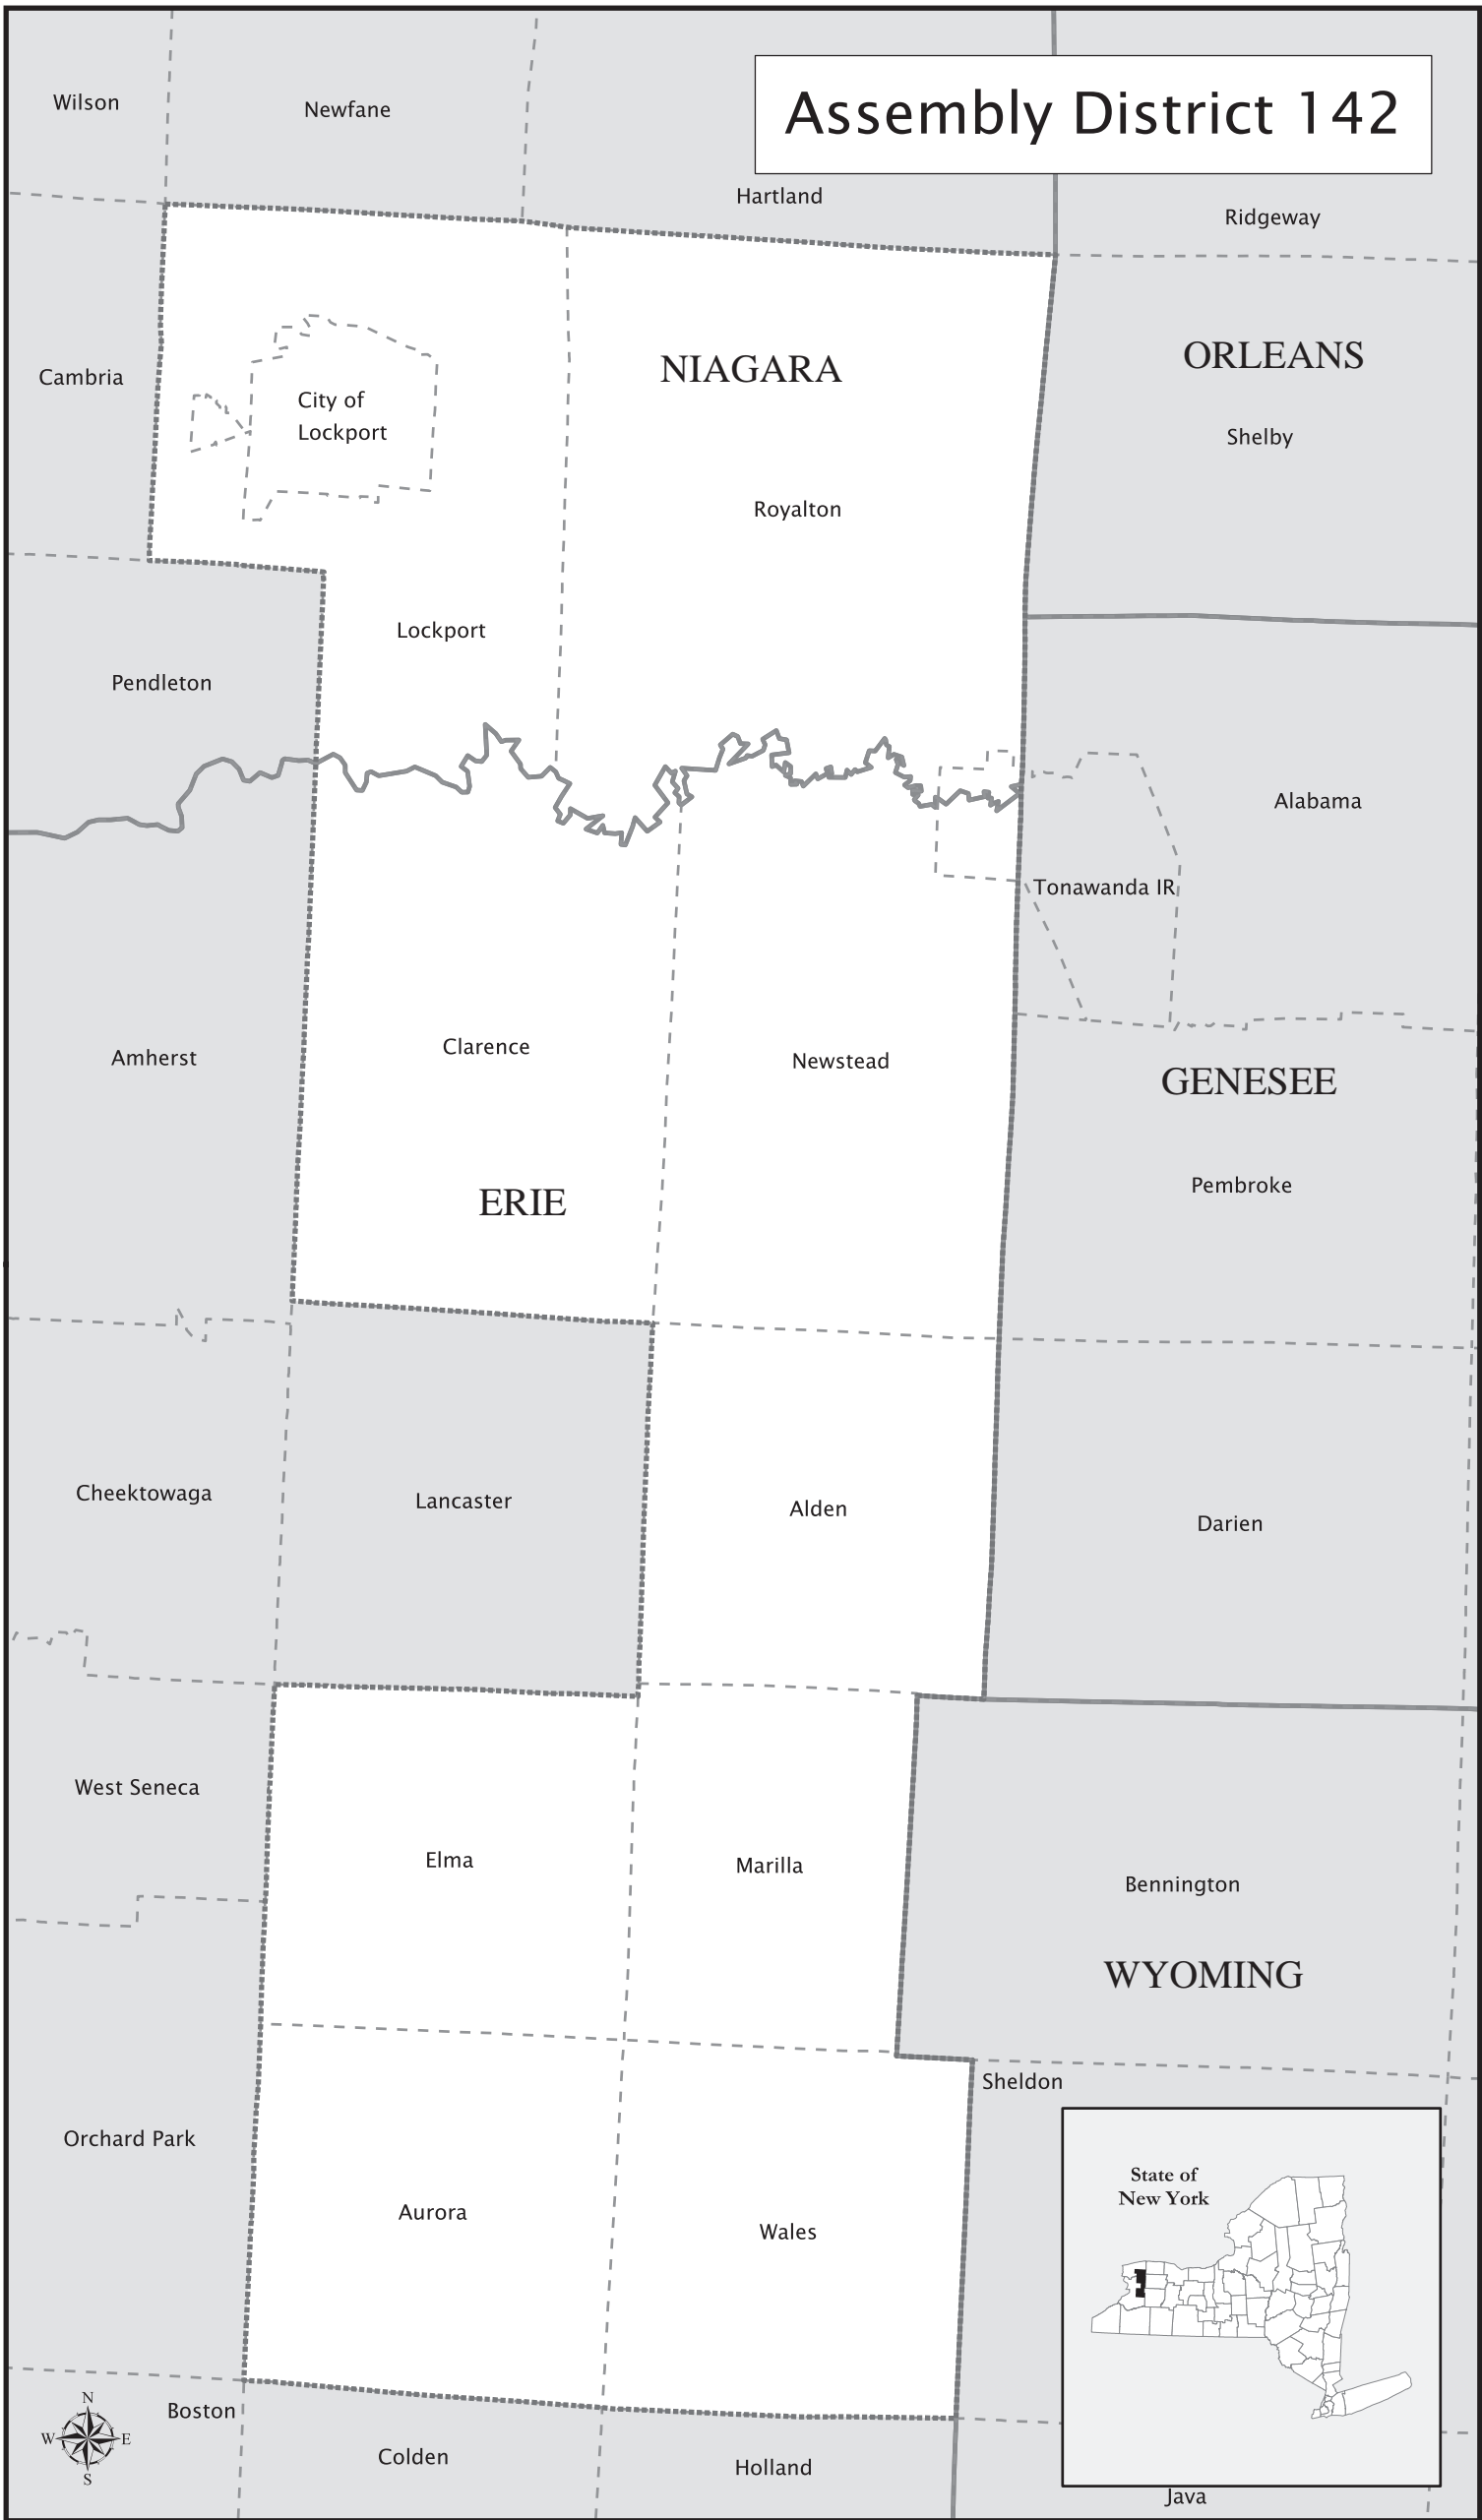 Assembly District 142
Wilson
Newfane
Hartland
Ridgeway
NIAGARA
ORLEANS
Cambria
City of
Lockport
Shelby
Royalton
Lockport
Pendleton
Alabama
Tonawanda IR
Amherst
Clarence
Newstead
GENESEE
Pembroke
ERIE
Cheektowaga
Lancaster
Alden
Darien
West Seneca
Elma
Marilla
Bennington
WYOMING
Sheldon
Orchard Park
Aurora
Wales
State of
New York
N
W
E
S
Boston
Colden
Holland
Java